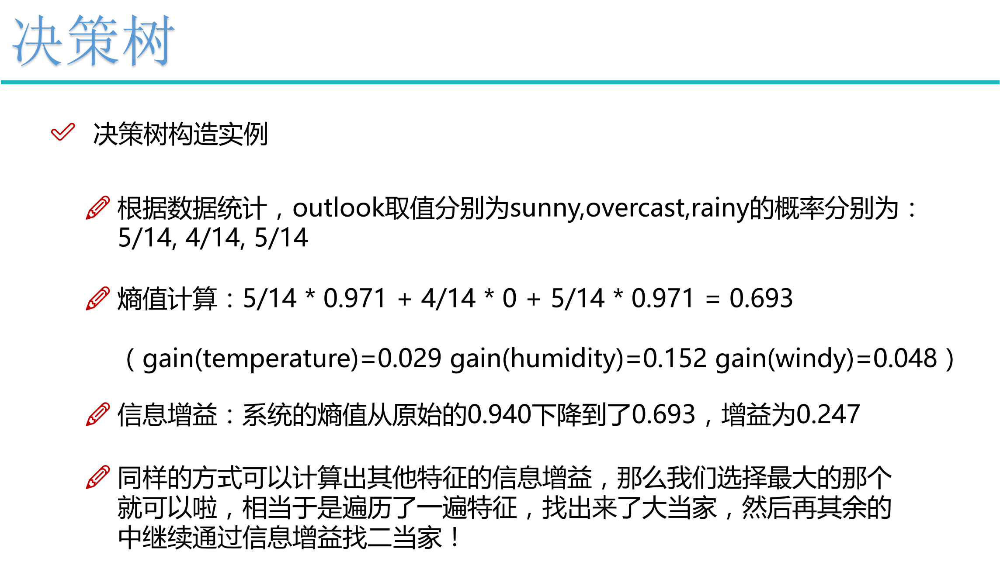 决策树
决策树构造实例
根据数据统计，outlook取值分别为sunny,overcast,rainy的概率分别为：
5/14, 4/14, 5/14
熵值计算：5/14 * 0.971 + 4/14 * 0 + 5/14 * 0.971 = 0.693
（gain(temperature)=0.029 gain(humidity)=0.152 gain(windy)=0.048）
信息增益：系统的熵值从原始的0.940下降到了0.693，增益为0.247
同样的方式可以计算出其他特征的信息增益，那么我们选择最大的那个
就可以啦，相当于是遍历了一遍特征，找出来了大当家，然后再其余的
中继续通过信息增益找二当家！